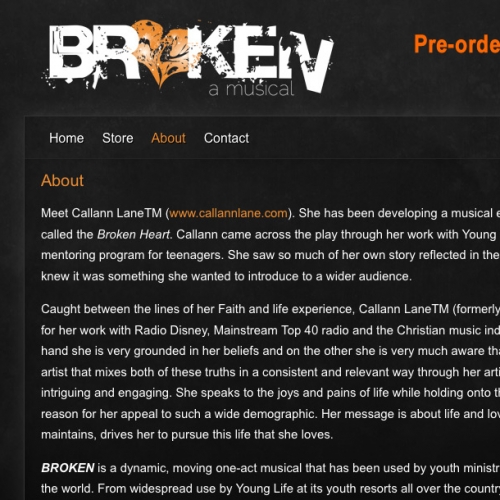 BROKEN
a musical
Pre-orde
Home Store About Contact
About
Meet Callann LaneTM (www.callannlane.com). She has been developing a musical e
called the Broken Heart. Callann came across the play through her work with Young
mentoring program for teenagers. She saw so much of her own story reflected in the
knew it was something she wanted to introduce to a wider audience.
Caught between the lines of her Faith and life experience, Callann LaneTM (formerly
for her work with Radio Disney, Mainstream Top 40 radio and the Christian music ind
hand she is very grounded in her beliefs and on the other she is very much aware tha
artist that mixes both of these truths in a consistent and relevant way through her arti
intriguing and engaging. She speaks to the joys and pains of life while holding onto th
reason for her appeal to such a wide demographic. Her message is about life and lov
maintains, drives her to pursue this life that she loves.
BROKEN is a dynamic, moving one-act musical that has been used by youth ministri
the world. From widespread use by Young Life at its youth resorts all over the countr